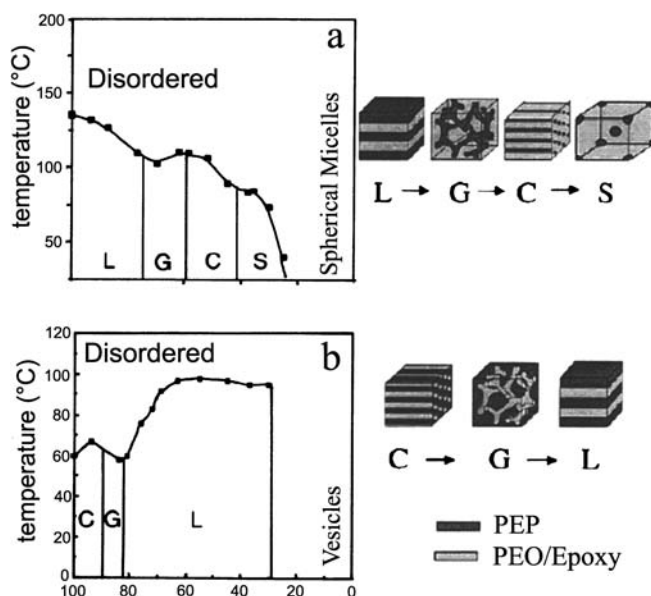 200
150
100
50
temperature (°C)
a
Disordered
Spherical Micelles
L G C S
L → G → C → S
120
100
80
60
40
20
0
temperature (°C)
b
Disordered
Vesicles
C G L
100 80 60 40 20 0
C → G → L
PEP
PEO/Epoxy